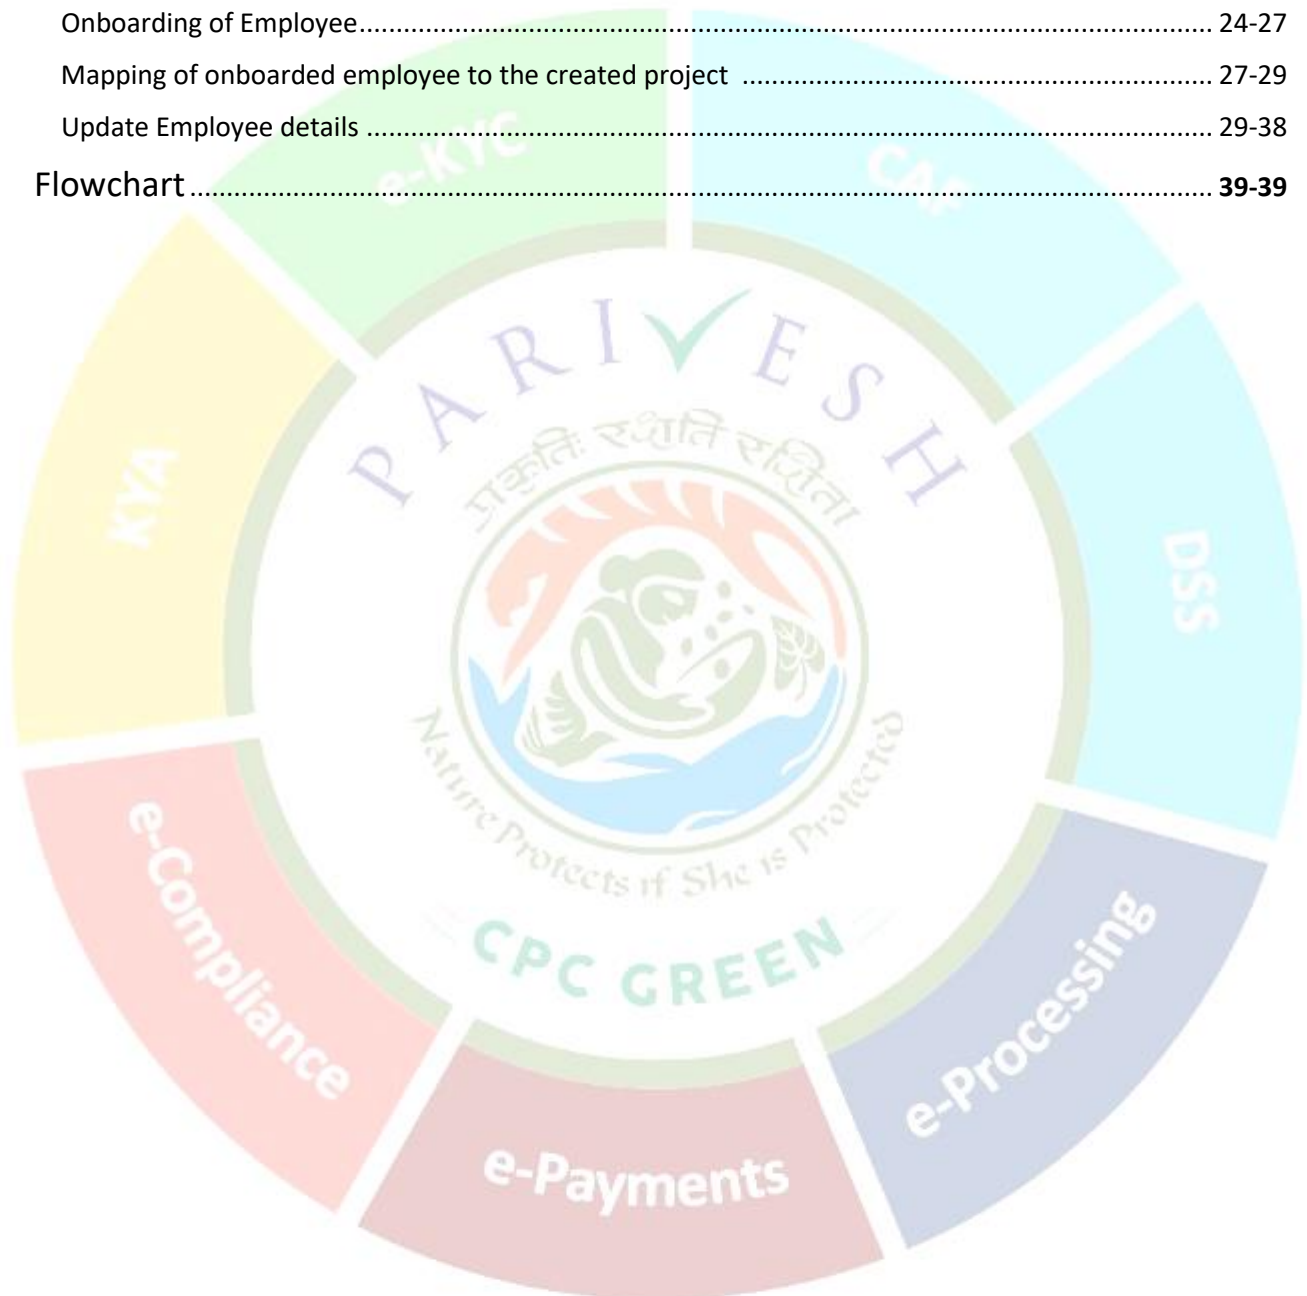 Onboarding of Employee........................................................................................................................ 24-27
Mapping of onboarded employee to the created project .................................................................. 27-29
Update Employee details ....................................................................................................................... 29-38
Flowchart ................................................................................................................................................ 39-39
e-KYC
CAF
KYA
DSS
PARIVESH
प्रकृतिः रक्षति रक्षिता
Nature Protects if She is Protected
CPC GREEN
e-Compliance
e-Processing
e-Payments